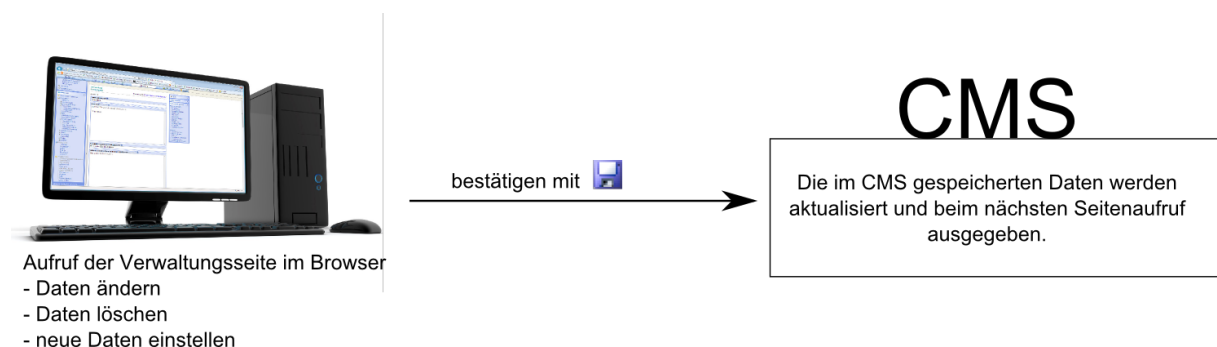 Aufruf der Verwaltungsseite im Browser
- Daten ändern
- Daten löschen
- neue Daten einstellen
bestätigen mit
CMS
Die im CMS gespeicherten Daten werden
aktualisiert und beim nächsten Seitenaufruf
ausgegeben.